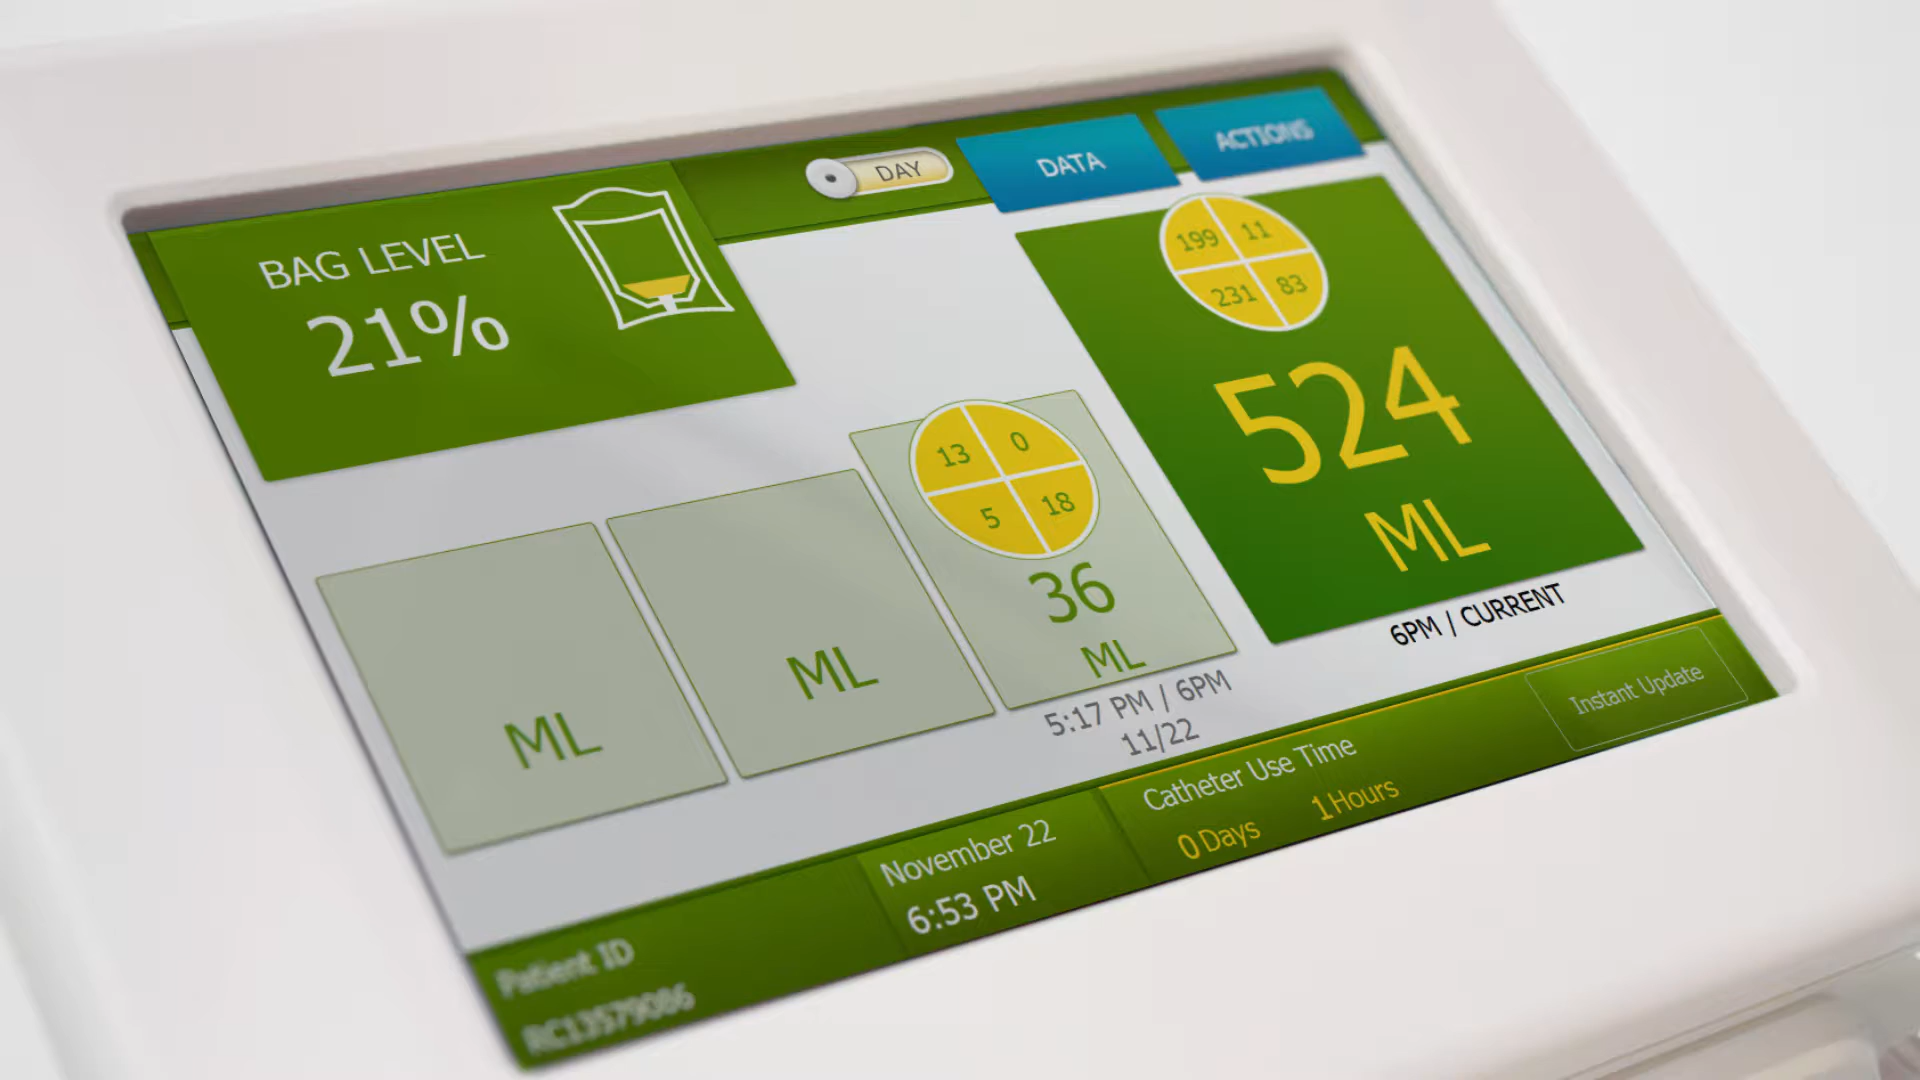 BAG LEVEL
21%
DAY
DATA
ACTIONS
199 11
231 83
524
ML
6PM / CURRENT
13 0
5 18
36
ML
5:17 PM / 6PM
11/22
ML
ML
Patient ID
RC13579086
November 22
6:53 PM
Catheter Use Time
0 Days 1 Hours
Instant Update